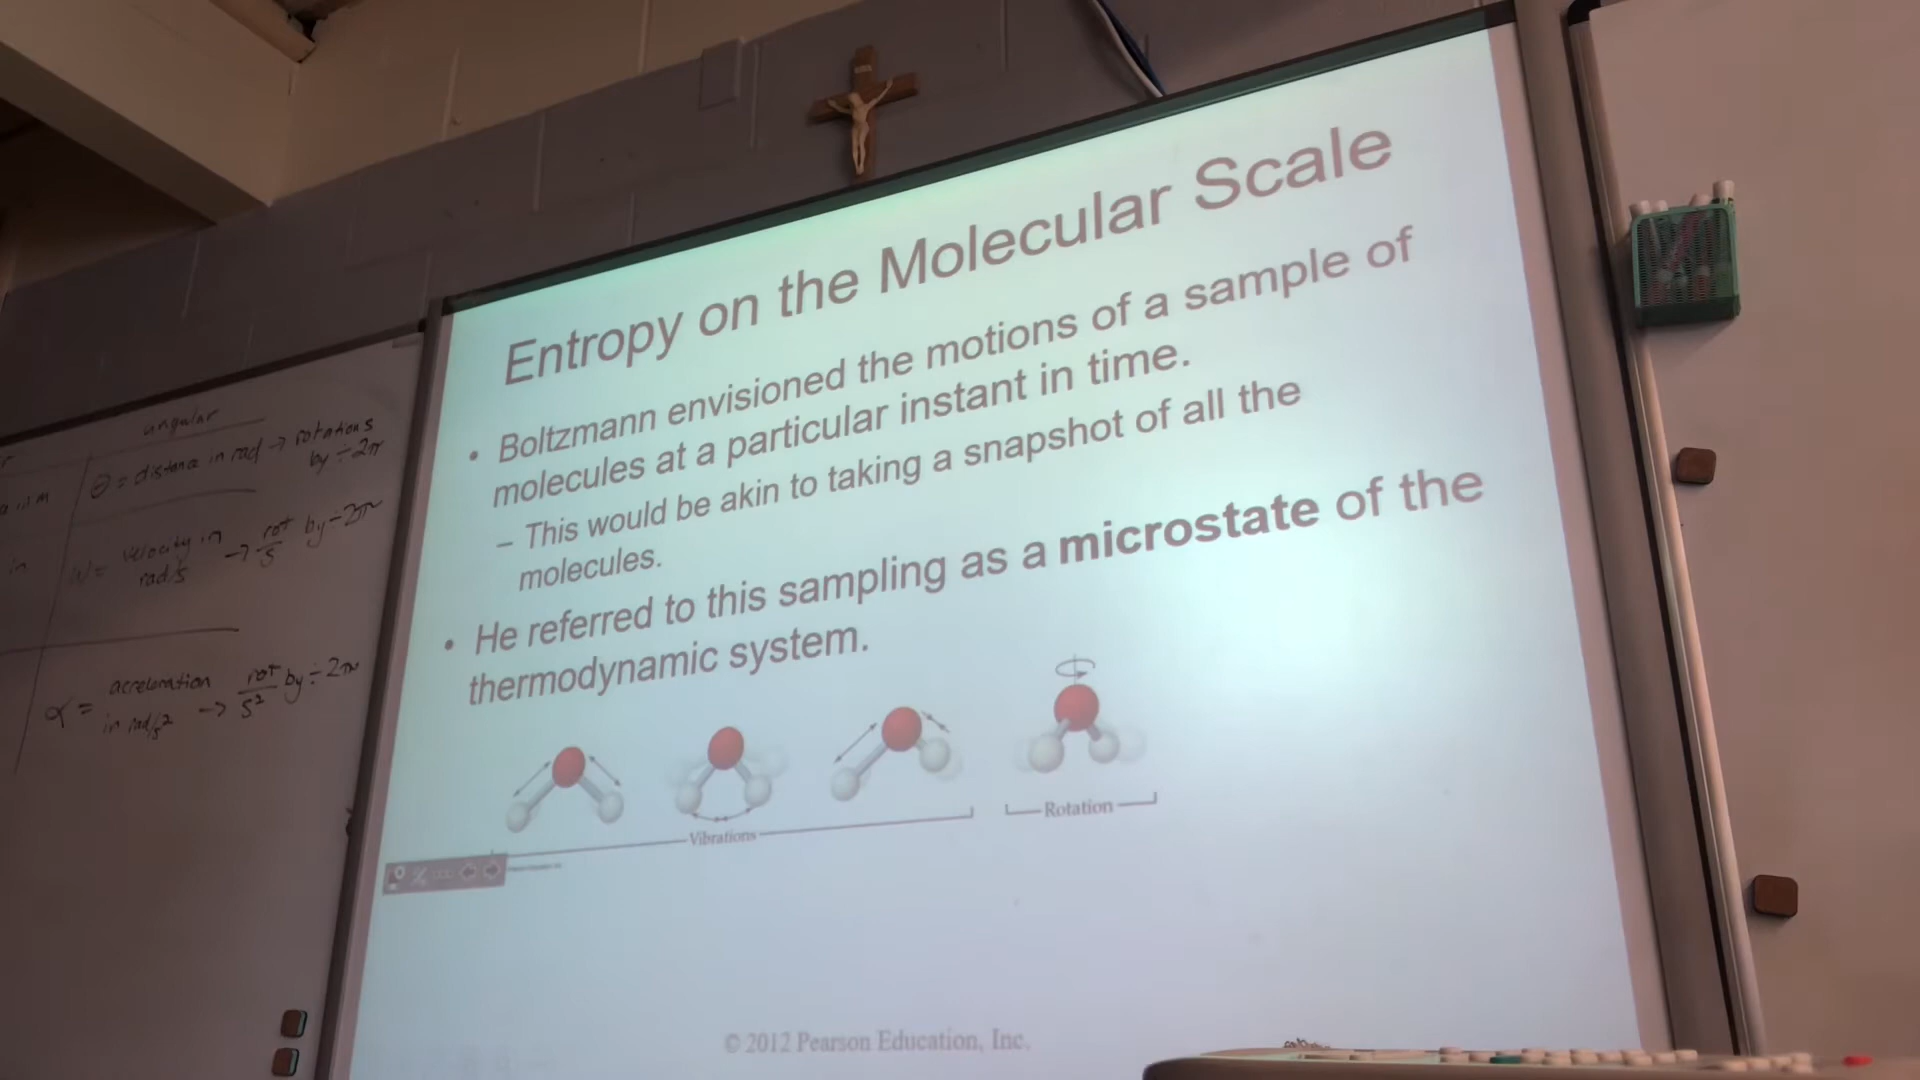 Entropy on the Molecular Scale
• Boltzmann envisioned the motions of a sample of
molecules at a particular instant in time.
– This would be akin to taking a snapshot of all the
molecules.
• He referred to this sampling as a microstate of the
thermodynamic system.
Vibrations
Rotation
© 2012 Pearson Education, Inc.
angular
θ = distance in rad → rotations
by ÷ 2π
in
ω = velocity in → rot by ÷ 2π
rad/s s
α = acceleration → rot by ÷ 2π
in rad/s² s²